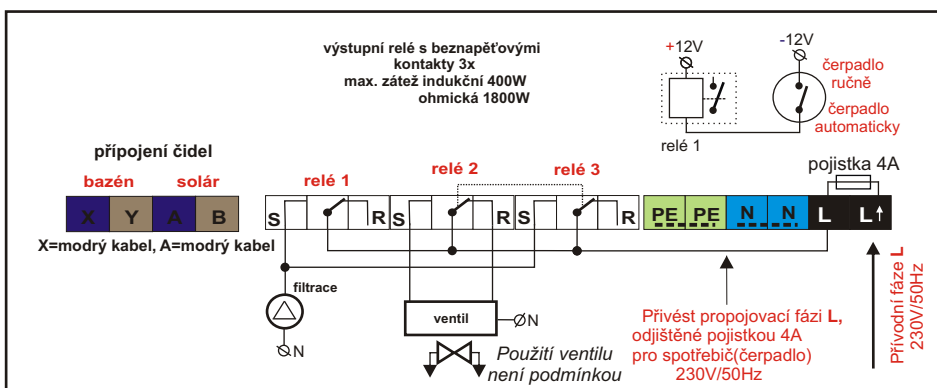 výstupní relé s beznapěťovými
kontakty 3x
max. zátež indukční 400W
ohmická 1800W
+12V
-12V
čerpadlo
ručně
čerpadlo
automaticky
relé 1
přípojení čidel
bazén solár
relé 1
relé 2
relé 3
pojistka 4A
X Y A B
S R S R S R
PE PE N N L L↑
X=modrý kabel, A=modrý kabel
filtrace
N
ventil
N
Použití ventilu
není podmínkou
Přivést propojovací fázi L,
odjištěné pojistkou 4A
pro spotřebič(čerpadlo)
230V/50Hz
Přívodní fáze L
230V/50Hz